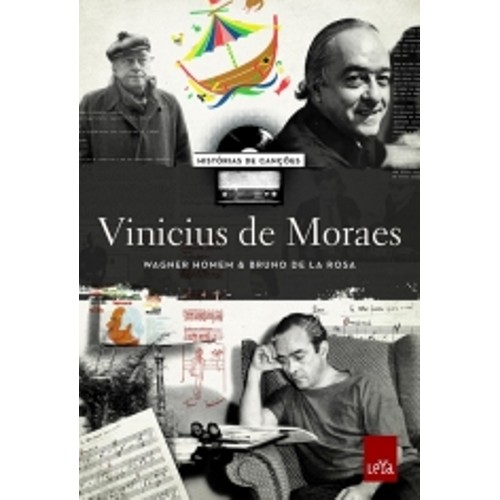 HISTÓRIAS DE CANÇÕES
Vinicius de Moraes
WAGNER HOMEM & BRUNO DE LA ROSA
LeYa